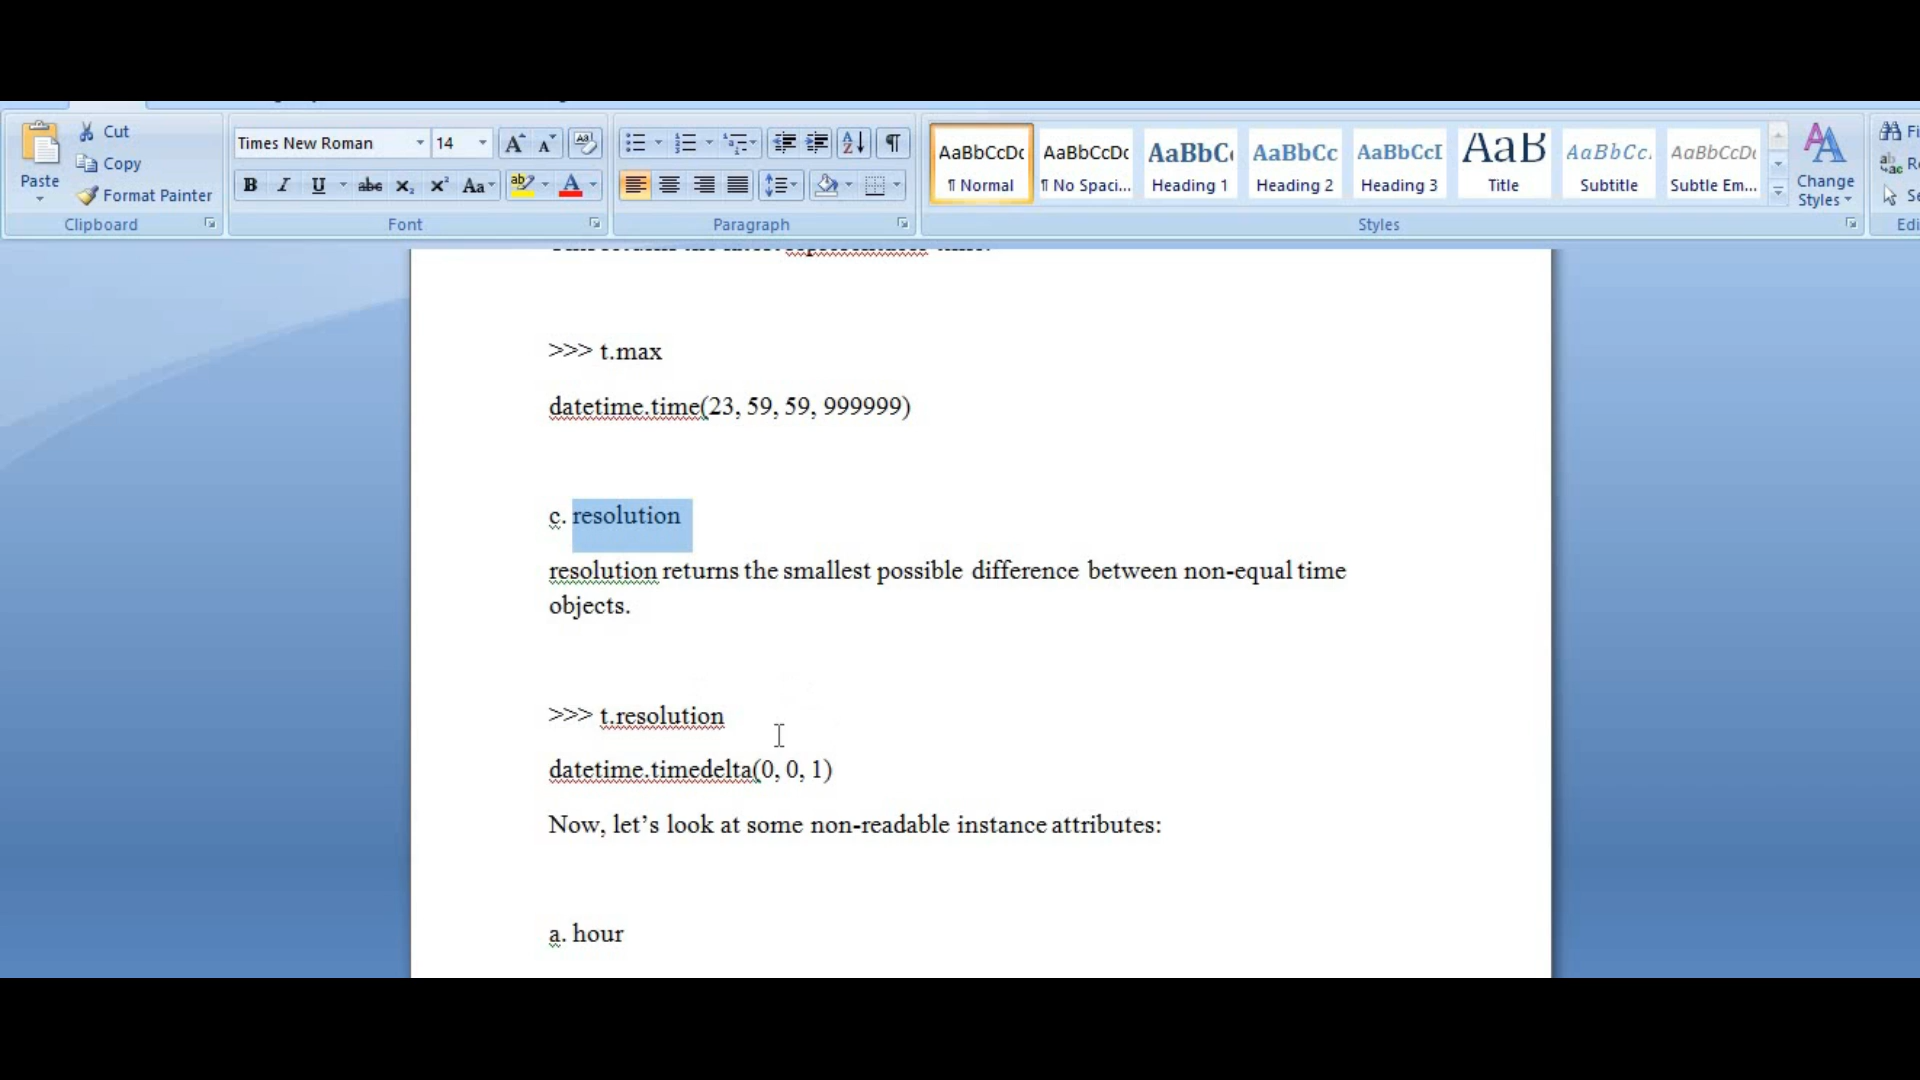 Cut
Copy
Format Painter
Paste
Clipboard
Times New Roman
14
Font
Paragraph
AaBbCcDc
¶ Normal
AaBbCcDc
¶ No Spaci...
AaBbC
Heading 1
AaBbCc
Heading 2
AaBbCcI
Heading 3
AaB
Title
AaBbCc.
Subtitle
AaBbCcDc
Subtle Em...
Change
Styles
Styles
>>> t.max
datetime.time(23, 59, 59, 999999)
c. resolution
resolution returns the smallest possible difference between non-equal time
objects.
>>> t.resolution
datetime.timedelta(0, 0, 1)
Now, let’s look at some non-readable instance attributes:
a. hour